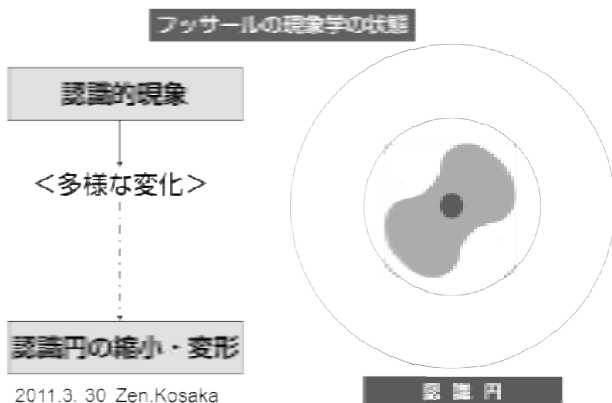 フッサールの現象学の状態
認識的現象
＜多様な変化＞
認識円の縮小・変形
2011.3. 30 Zen.Kosaka
認 識 円